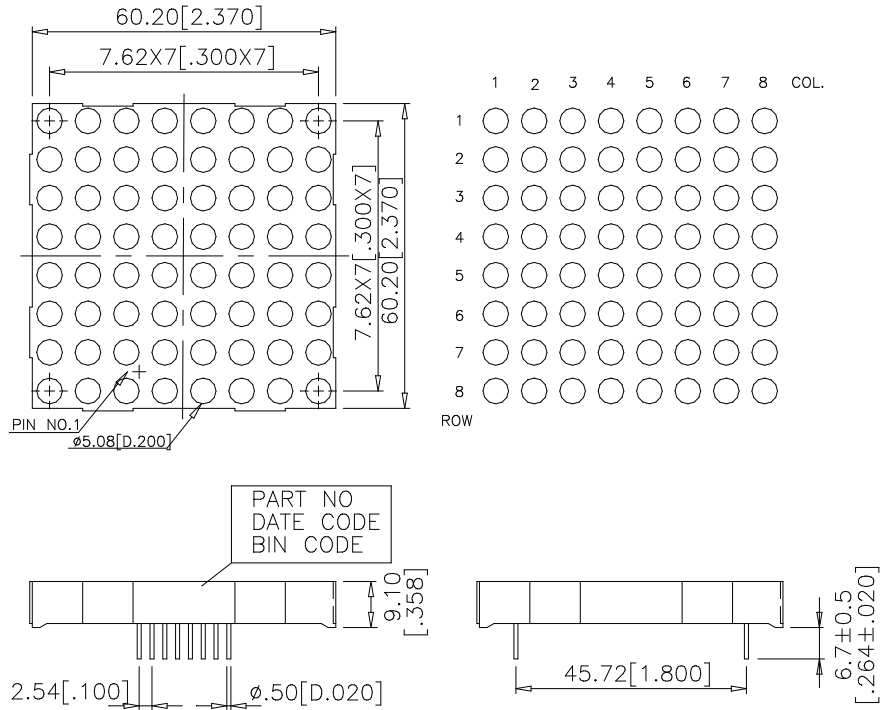 60.20[2.370]
7.62X7[.300X7]
7.62X7[.300X7]
60.20[2.370]
PIN NO.1
ø5.08[D.200]
1 2 3 4 5 6 7 8 COL.
1
2
3
4
5
6
7
8
ROW
PART NO
DATE CODE
BIN CODE
9.10
[.358]
2.54[.100]
ø.50[D.020]
45.72[1.800]
6.7±0.5
[.264±.020]